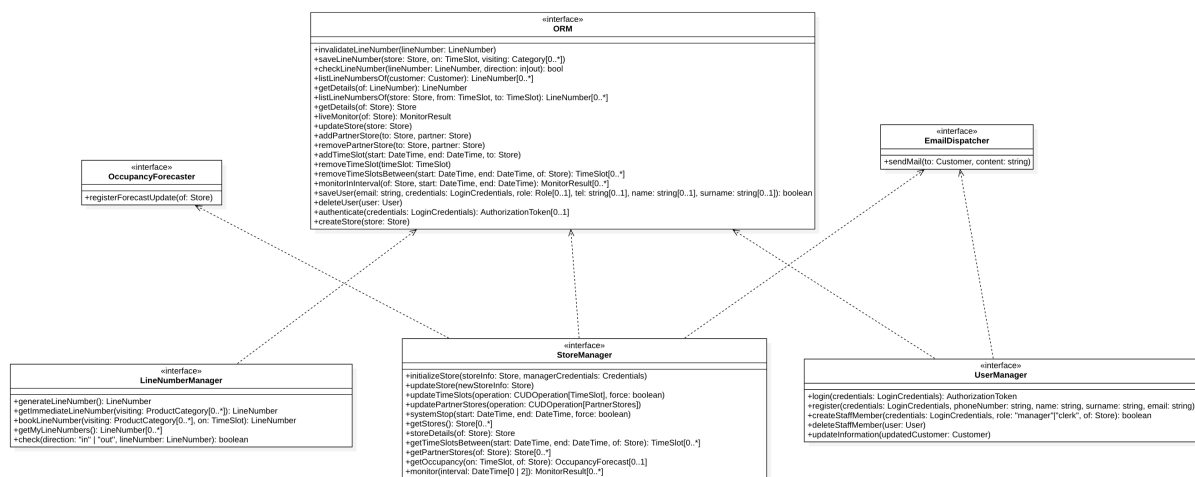 «interface»
ORM
+invalidateLineNumber(lineNumber: LineNumber)
+saveLineNumber(store: Store, on: TimeSlot, visiting: Category[0..*])
+checkLineNumber(lineNumber: LineNumber, direction: in|out): bool
+listLineNumbersOf(customer: Customer): LineNumber[0..*]
+getDetails(of: LineNumber): LineNumber
+listLineNumbersOf(store: Store, from: TimeSlot, to: TimeSlot): LineNumber[0..*]
+getDetails(of: Store): Store
+liveMonitor(of: Store): MonitorResult
+updateStore(store: Store)
+addPartnerStore(to: Store, partner: Store)
+removePartnerStore(to: Store, partner: Store)
+addTimeSlot(start: DateTime, end: DateTime, to: Store)
+removeTimeSlot(timeSlot: TimeSlot)
+removeTimeSlotsBetween(start: DateTime, end: DateTime, of: Store): TimeSlot[0..*]
+monitorInInterval(of: Store, start: DateTime, end: DateTime): MonitorResult[0..*]
+saveUser(email: string, credentials: LoginCredentials, role: Role[0..1], tel: string[0..1], name: string[0..1], surname: string[0..1]): boolean
+deleteUser(user: User)
+authenticate(credentials: LoginCredentials): AuthorizationToken[0..1]
+createStore(store: Store)
«interface»
OccupancyForecaster
+registerForecastUpdate(of: Store)
«interface»
EmailDispatcher
+sendMail(to: Customer, content: string)
«interface»
LineNumberManager
+generateLineNumber(): LineNumber
+getImmediateLineNumber(visiting: ProductCategory[0..*]): LineNumber
+bookLineNumber(visiting: ProductCategory[0..*], on: TimeSlot): LineNumber
+getMyLineNumbers(): LineNumber[0..*]
+check(direction: "in" | "out", lineNumber: LineNumber): boolean
«interface»
StoreManager
+initializeStore(storeInfo: Store, managerCredentials: Credentials)
+updateStore(newStoreInfo: Store)
+updateTimeSlots(operation: CUDOperation[TimeSlot], force: boolean)
+updatePartnerStores(operation: CUDOperation[PartnerStores])
+systemStop(start: DateTime, end: DateTime, force: boolean)
+getStores(): Store[0..*]
+storeDetails(of: Store): Store
+getTimeSlotsBetween(start: DateTime, end: DateTime, of: Store): TimeSlot[0..*]
+getPartnerStores(of: Store): Store[0..*]
+getOccupancy(on: TimeSlot, of: Store): OccupancyForecast[0..1]
+monitor(interval: DateTime[0 | 2]): MonitorResult[0..*]
«interface»
UserManager
+login(credentials: LoginCredentials): AuthorizationToken
+register(credentials: LoginCredentials, phoneNumber: string, name: string, surname: string, email: string)
+createStaffMember(credentials: LoginCredentials, role: "manager"|"clerk", of: Store): boolean
+deleteStaffMember(user: User)
+updateInformation(updatedCustomer: Customer)